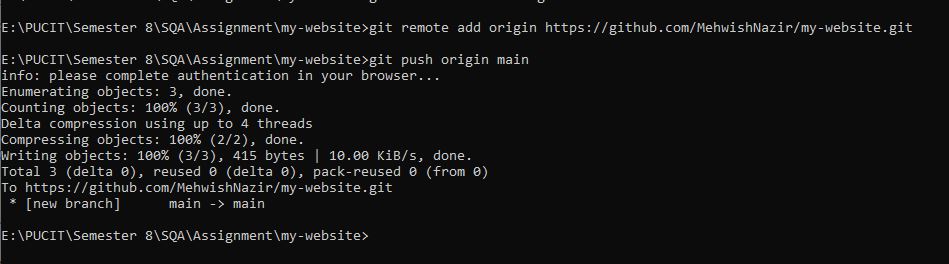 E:\PUCIT\Semester 8\SQA\Assignment\my-website>git remote add origin https://github.com/MehwishNazir/my-website.git
E:\PUCIT\Semester 8\SQA\Assignment\my-website>git push origin main
info: please complete authentication in your browser...
Enumerating objects: 3, done.
Counting objects: 100% (3/3), done.
Delta compression using up to 4 threads
Compressing objects: 100% (2/2), done.
Writing objects: 100% (3/3), 415 bytes | 10.00 KiB/s, done.
Total 3 (delta 0), reused 0 (delta 0), pack-reused 0 (from 0)
To https://github.com/MehwishNazir/my-website.git
 * [new branch]      main -> main
E:\PUCIT\Semester 8\SQA\Assignment\my-website>